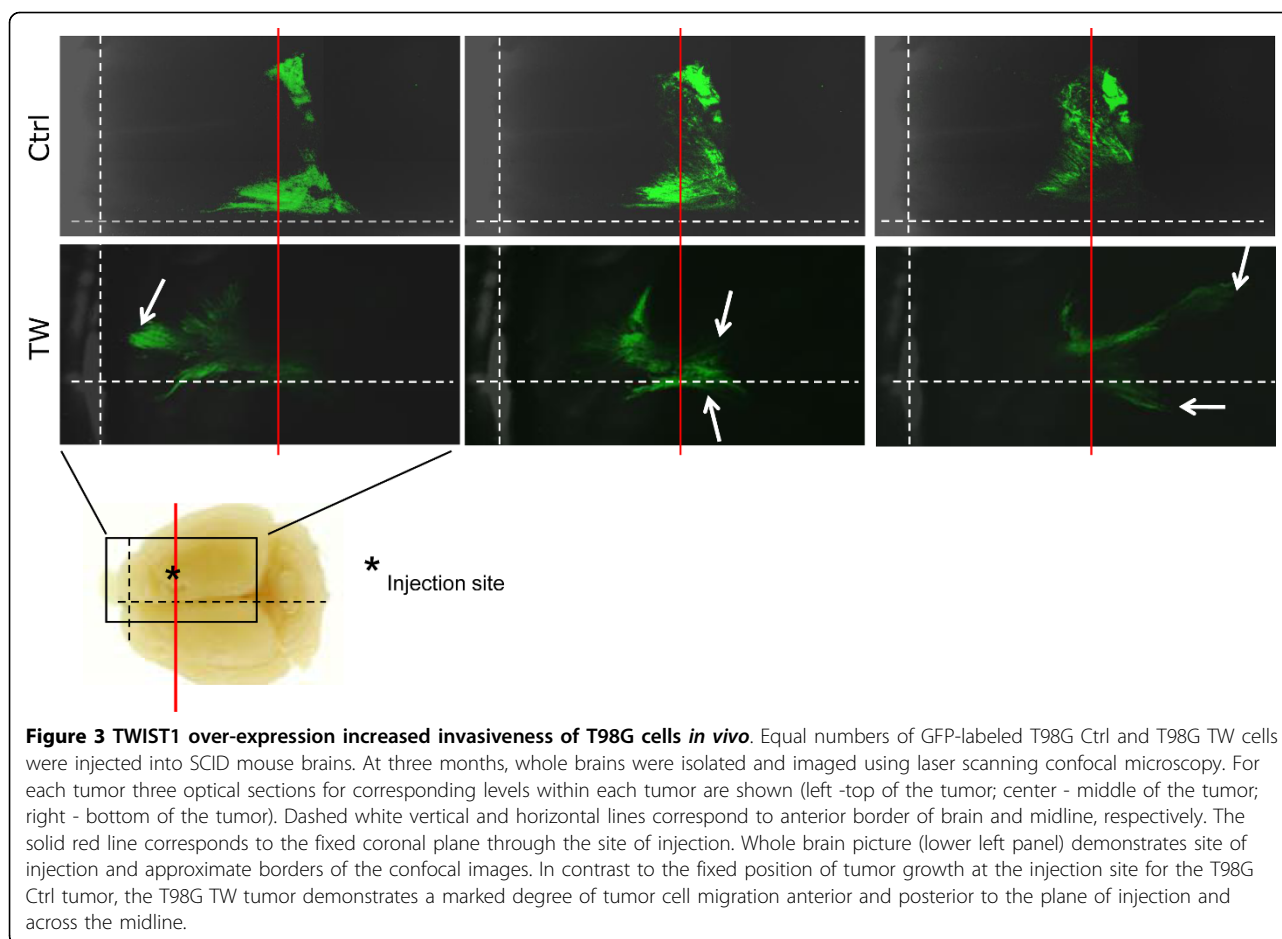 Ctrl
TW
*
* Injection site
Figure 3 TWIST1 over-expression increased invasiveness of T98G cells in vivo. Equal numbers of GFP-labeled T98G Ctrl and T98G TW cells
were injected into SCID mouse brains. At three months, whole brains were isolated and imaged using laser scanning confocal microscopy. For
each tumor three optical sections for corresponding levels within each tumor are shown (left -top of the tumor; center - middle of the tumor;
right - bottom of the tumor). Dashed white vertical and horizontal lines correspond to anterior border of brain and midline, respectively. The
solid red line corresponds to the fixed coronal plane through the site of injection. Whole brain picture (lower left panel) demonstrates site of
injection and approximate borders of the confocal images. In contrast to the fixed position of tumor growth at the injection site for the T98G
Ctrl tumor, the T98G TW tumor demonstrates a marked degree of tumor cell migration anterior and posterior to the plane of injection and
across the midline.